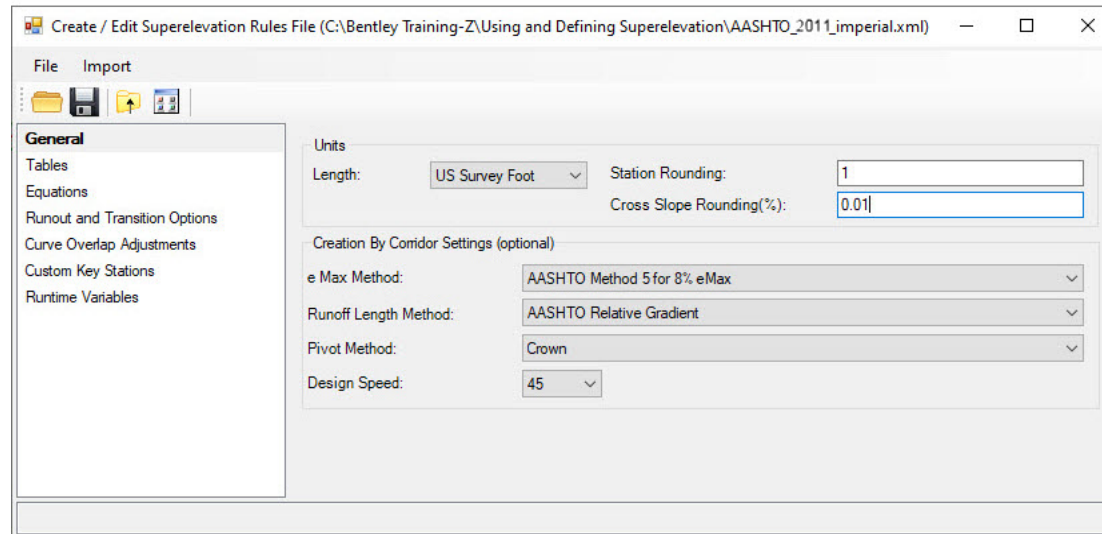 Create / Edit Superelevation Rules File (C:\Bentley Training-Z\Using and Defining Superelevation\AASHTO_2011_imperial.xml)
File Import
General
Tables
Equations
Runout and Transition Options
Curve Overlap Adjustments
Custom Key Stations
Runtime Variables
Units
Length: US Survey Foot Station Rounding: 1
Cross Slope Rounding(%): 0.01
Creation By Corridor Settings (optional)
e Max Method: AASHTO Method 5 for 8% eMax
Runoff Length Method: AASHTO Relative Gradient
Pivot Method: Crown
Design Speed: 45